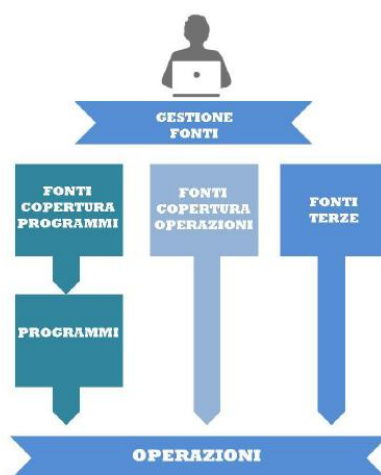 GESTIONE
FONTI
FONTI
COPERTURA
PROGRAMMI
FONTI
COPERTURA
OPERAZIONI
FONTI
TERZE
PROGRAMMI
OPERAZIONI